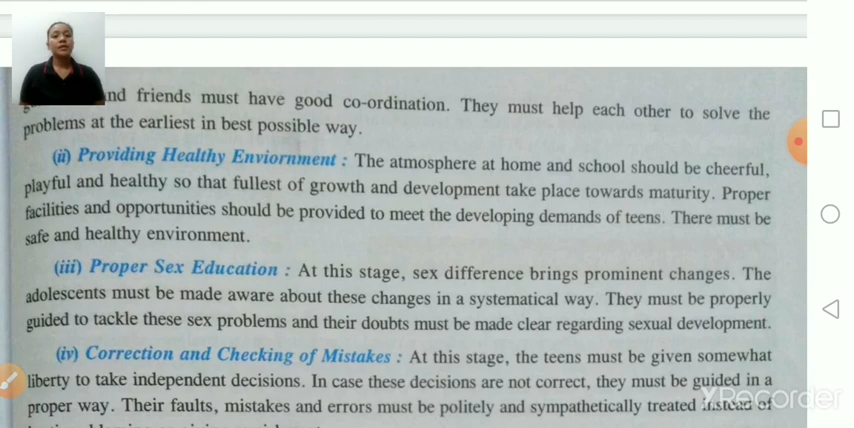 nd friends must have good co-ordination. They must help each other to solve the
problems at the earliest in best possible way.
(ii) Providing Healthy Enviornment : The atmosphere at home and school should be cheerful,
playful and healthy so that fullest of growth and development take place towards maturity. Proper
facilities and opportunities should be provided to meet the developing demands of teens. There must be
safe and healthy environment.
(iii) Proper Sex Education : At this stage, sex difference brings prominent changes. The
adolescents must be made aware about these changes in a systematical way. They must be properly
guided to tackle these sex problems and their doubts must be made clear regarding sexual development.
(iv) Correction and Checking of Mistakes : At this stage, the teens must be given somewhat
liberty to take independent decisions. In case these decisions are not correct, they must be guided in a
proper way. Their faults, mistakes and errors must be politely and sympathetically treated instead of
XRecorder